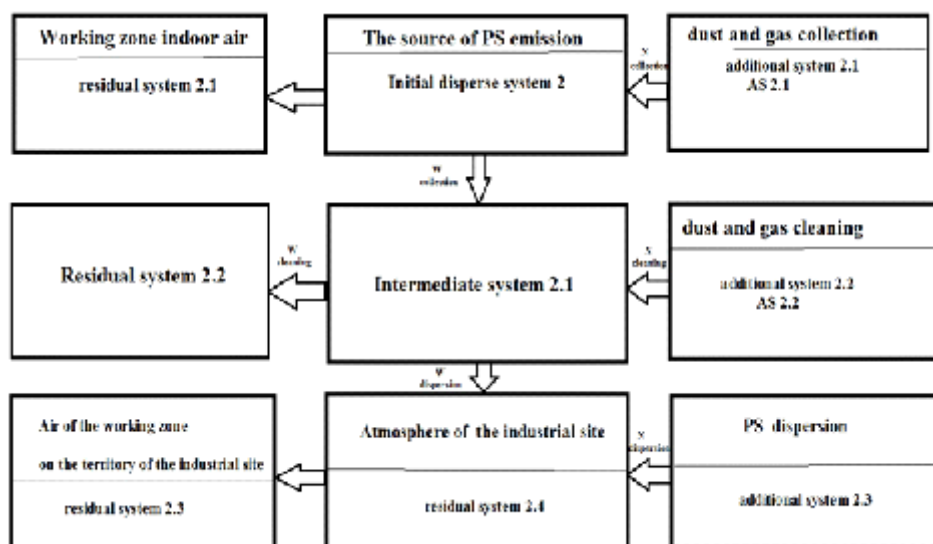 Working zone indoor air
residual system 2.1
The source of PS emission
Initial disperse system 2
N
collection
dust and gas collection
additional system 2.1
AS 2.1
W
collection
Residual system 2.2
W
cleaning
Intermediate system 2.1
N
cleaning
dust and gas cleaning
additional system 2.2
AS 2.2
W
dispersion
Air of the working zone
on the territory of the industrial site
residual system 2.3
Atmosphere of the industrial site
residual system 2.4
N
dispersion
PS dispersion
additional system 2.3